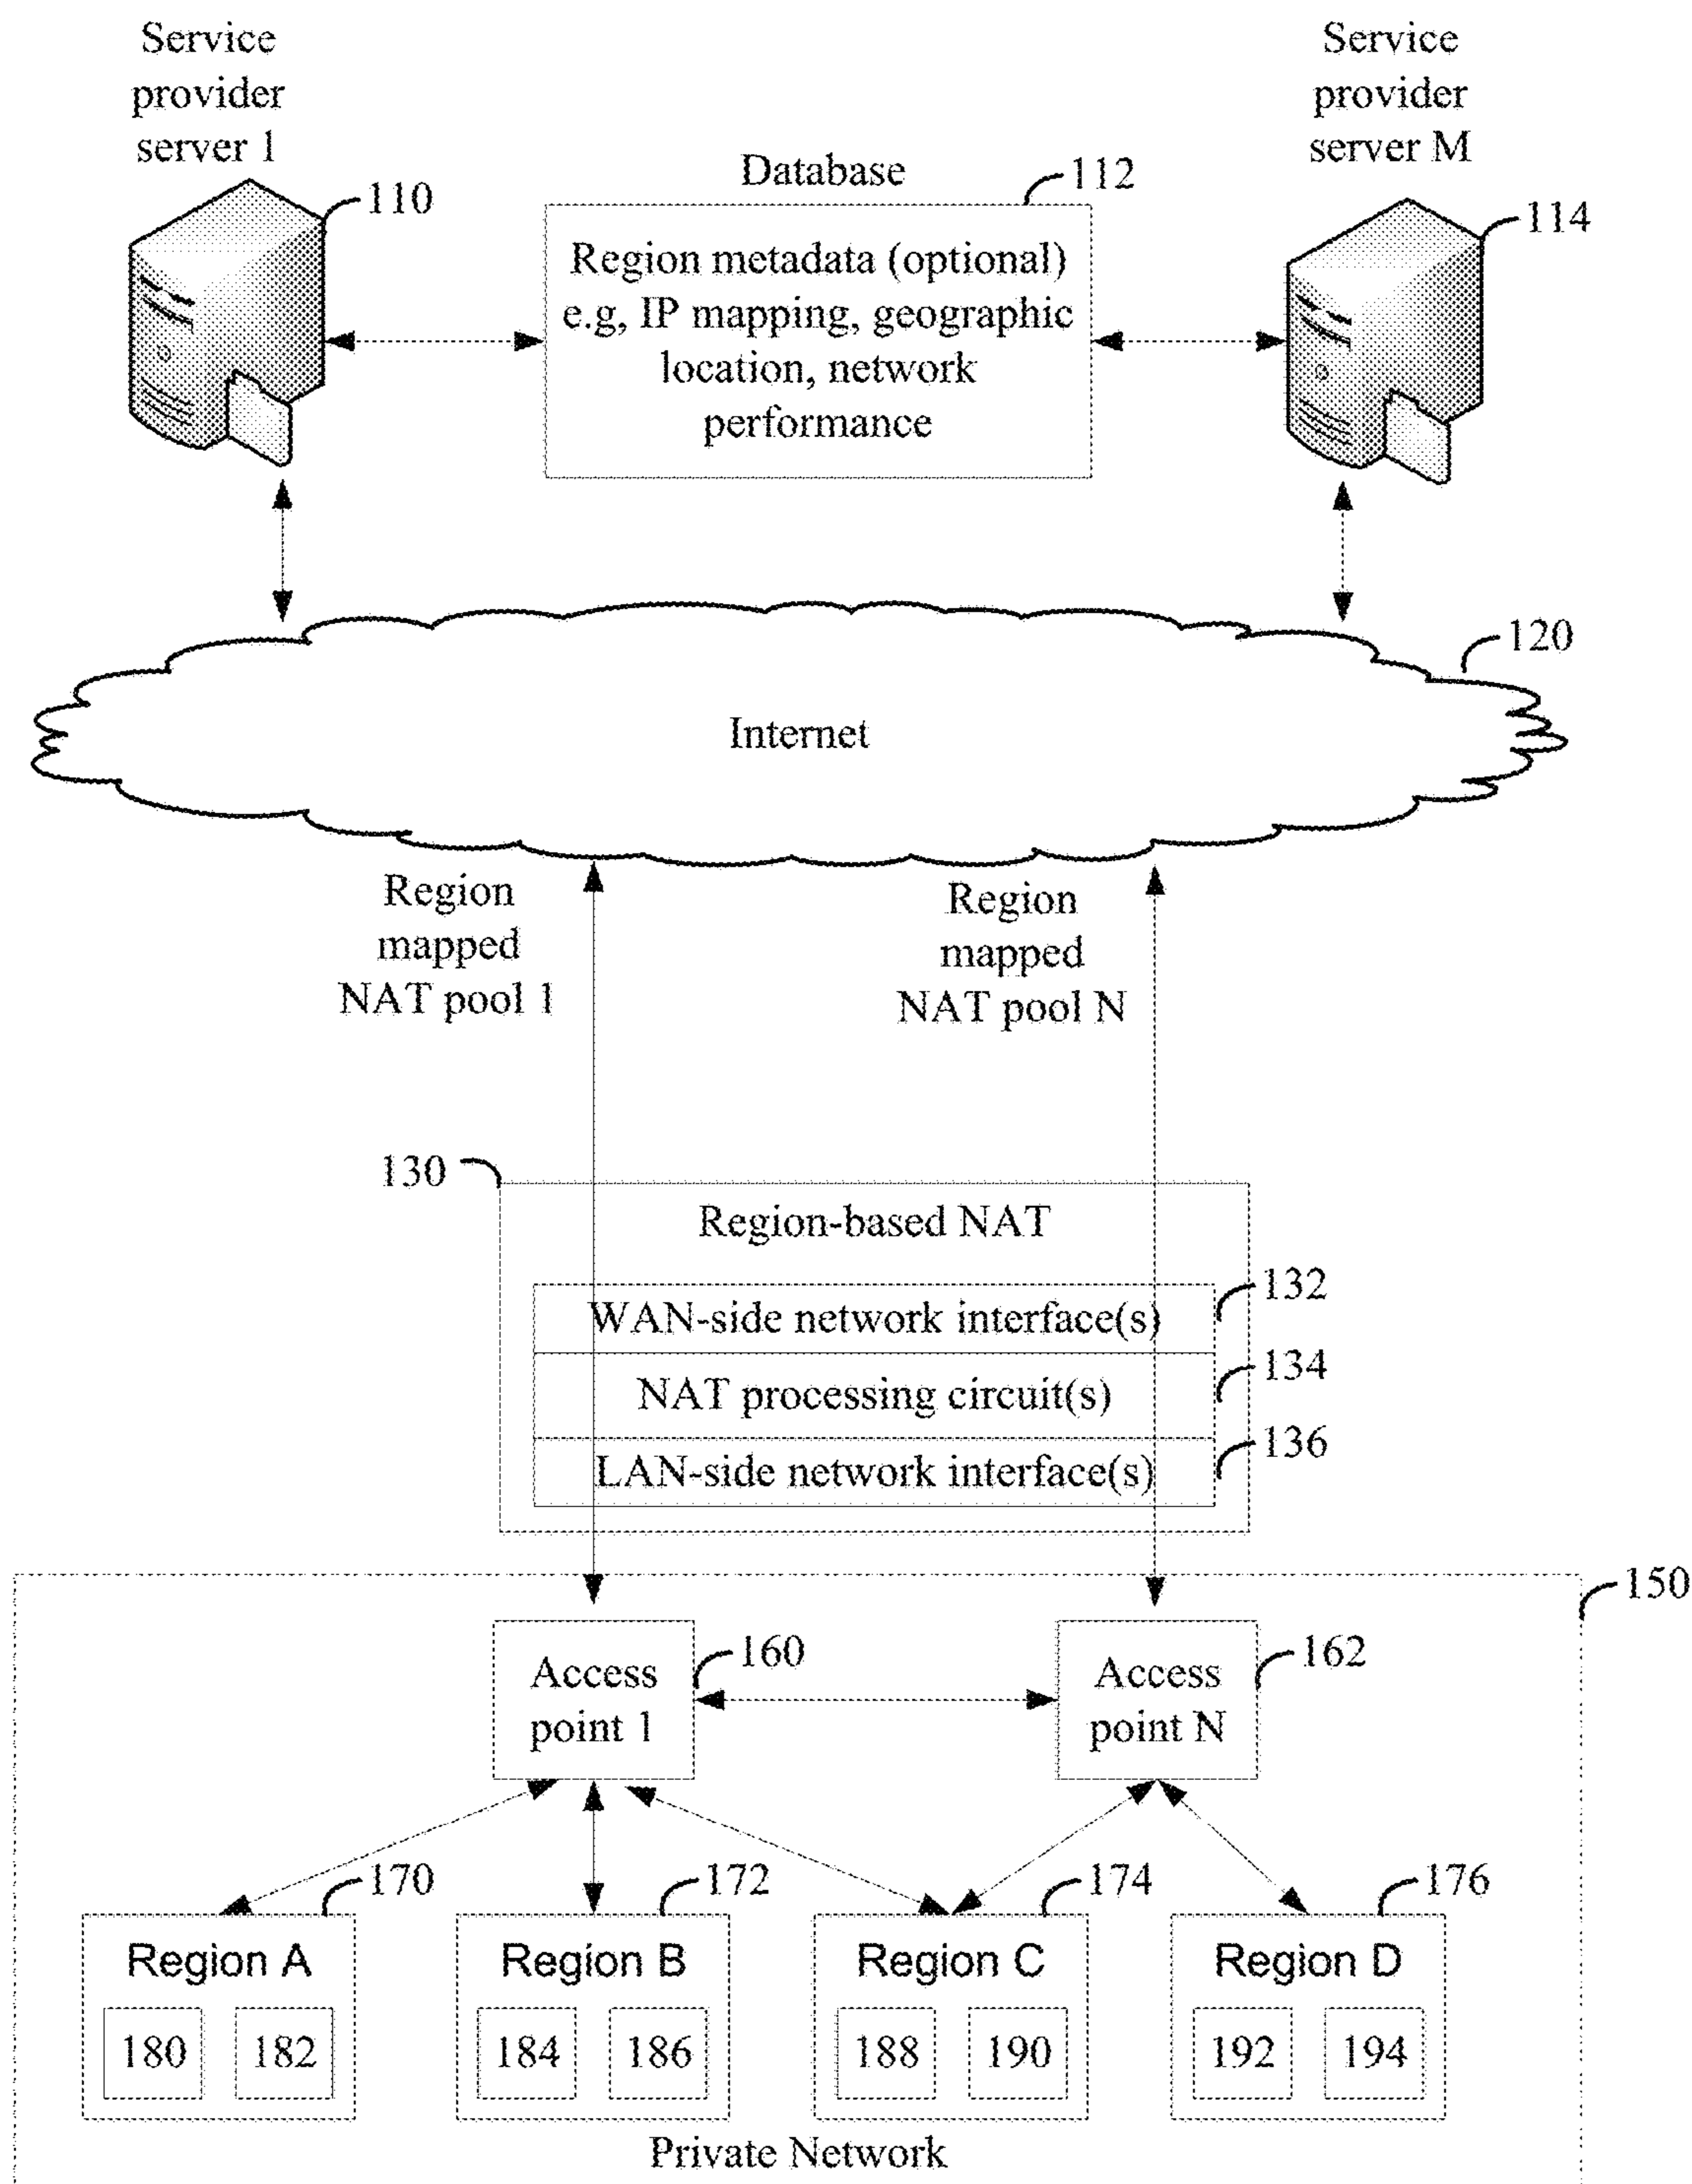 Service
provider
server 1
110
Database
112
Region metadata (optional)
e.g, IP mapping, geographic
location, network
performance
Service
provider
server M
114
120
Internet
Region
mapped
NAT pool 1
Region
mapped
NAT pool N
130
Region-based NAT
WAN-side network interface(s)
132
NAT processing circuit(s)
134
LAN-side network interface(s)
136
150
Access
point 1
160
Access
point N
162
170
172
174
176
Region A
Region B
Region C
Region D
180
182
184
186
188
190
192
194
Private Network